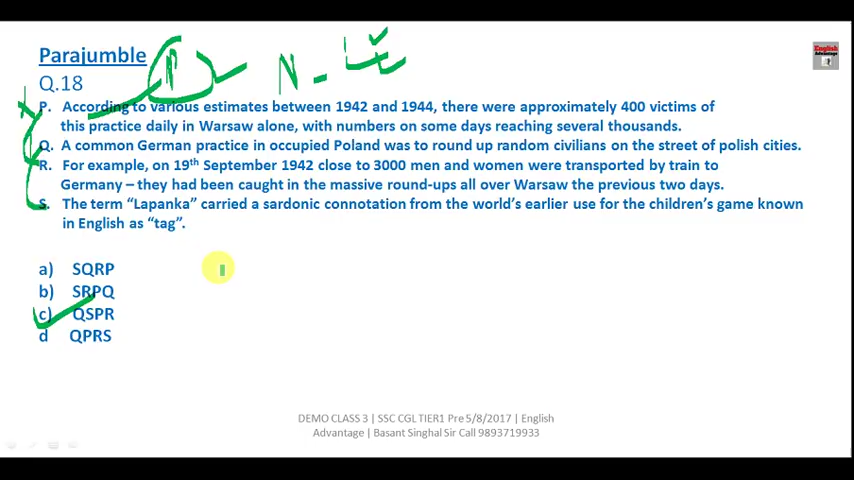 Parajumble
Q.18
P. According to various estimates between 1942 and 1944, there were approximately 400 victims of
this practice daily in Warsaw alone, with numbers on some days reaching several thousands.
Q. A common German practice in occupied Poland was to round up random civilians on the street of polish cities.
R. For example, on 19th September 1942 close to 3000 men and women were transported by train to
Germany – they had been caught in the massive round-ups all over Warsaw the previous two days.
S. The term “Lapanka” carried a sardonic connotation from the world’s earlier use for the children’s game known
in English as “tag”.
a) SQRP
b) SRPQ
c) QSPR
d QPRS
DEMO CLASS 3 | SSC CGL TIER1 Pre 5/8/2017 | English
Advantage | Basant Singhal Sir Call 9893719933
English
Advantage